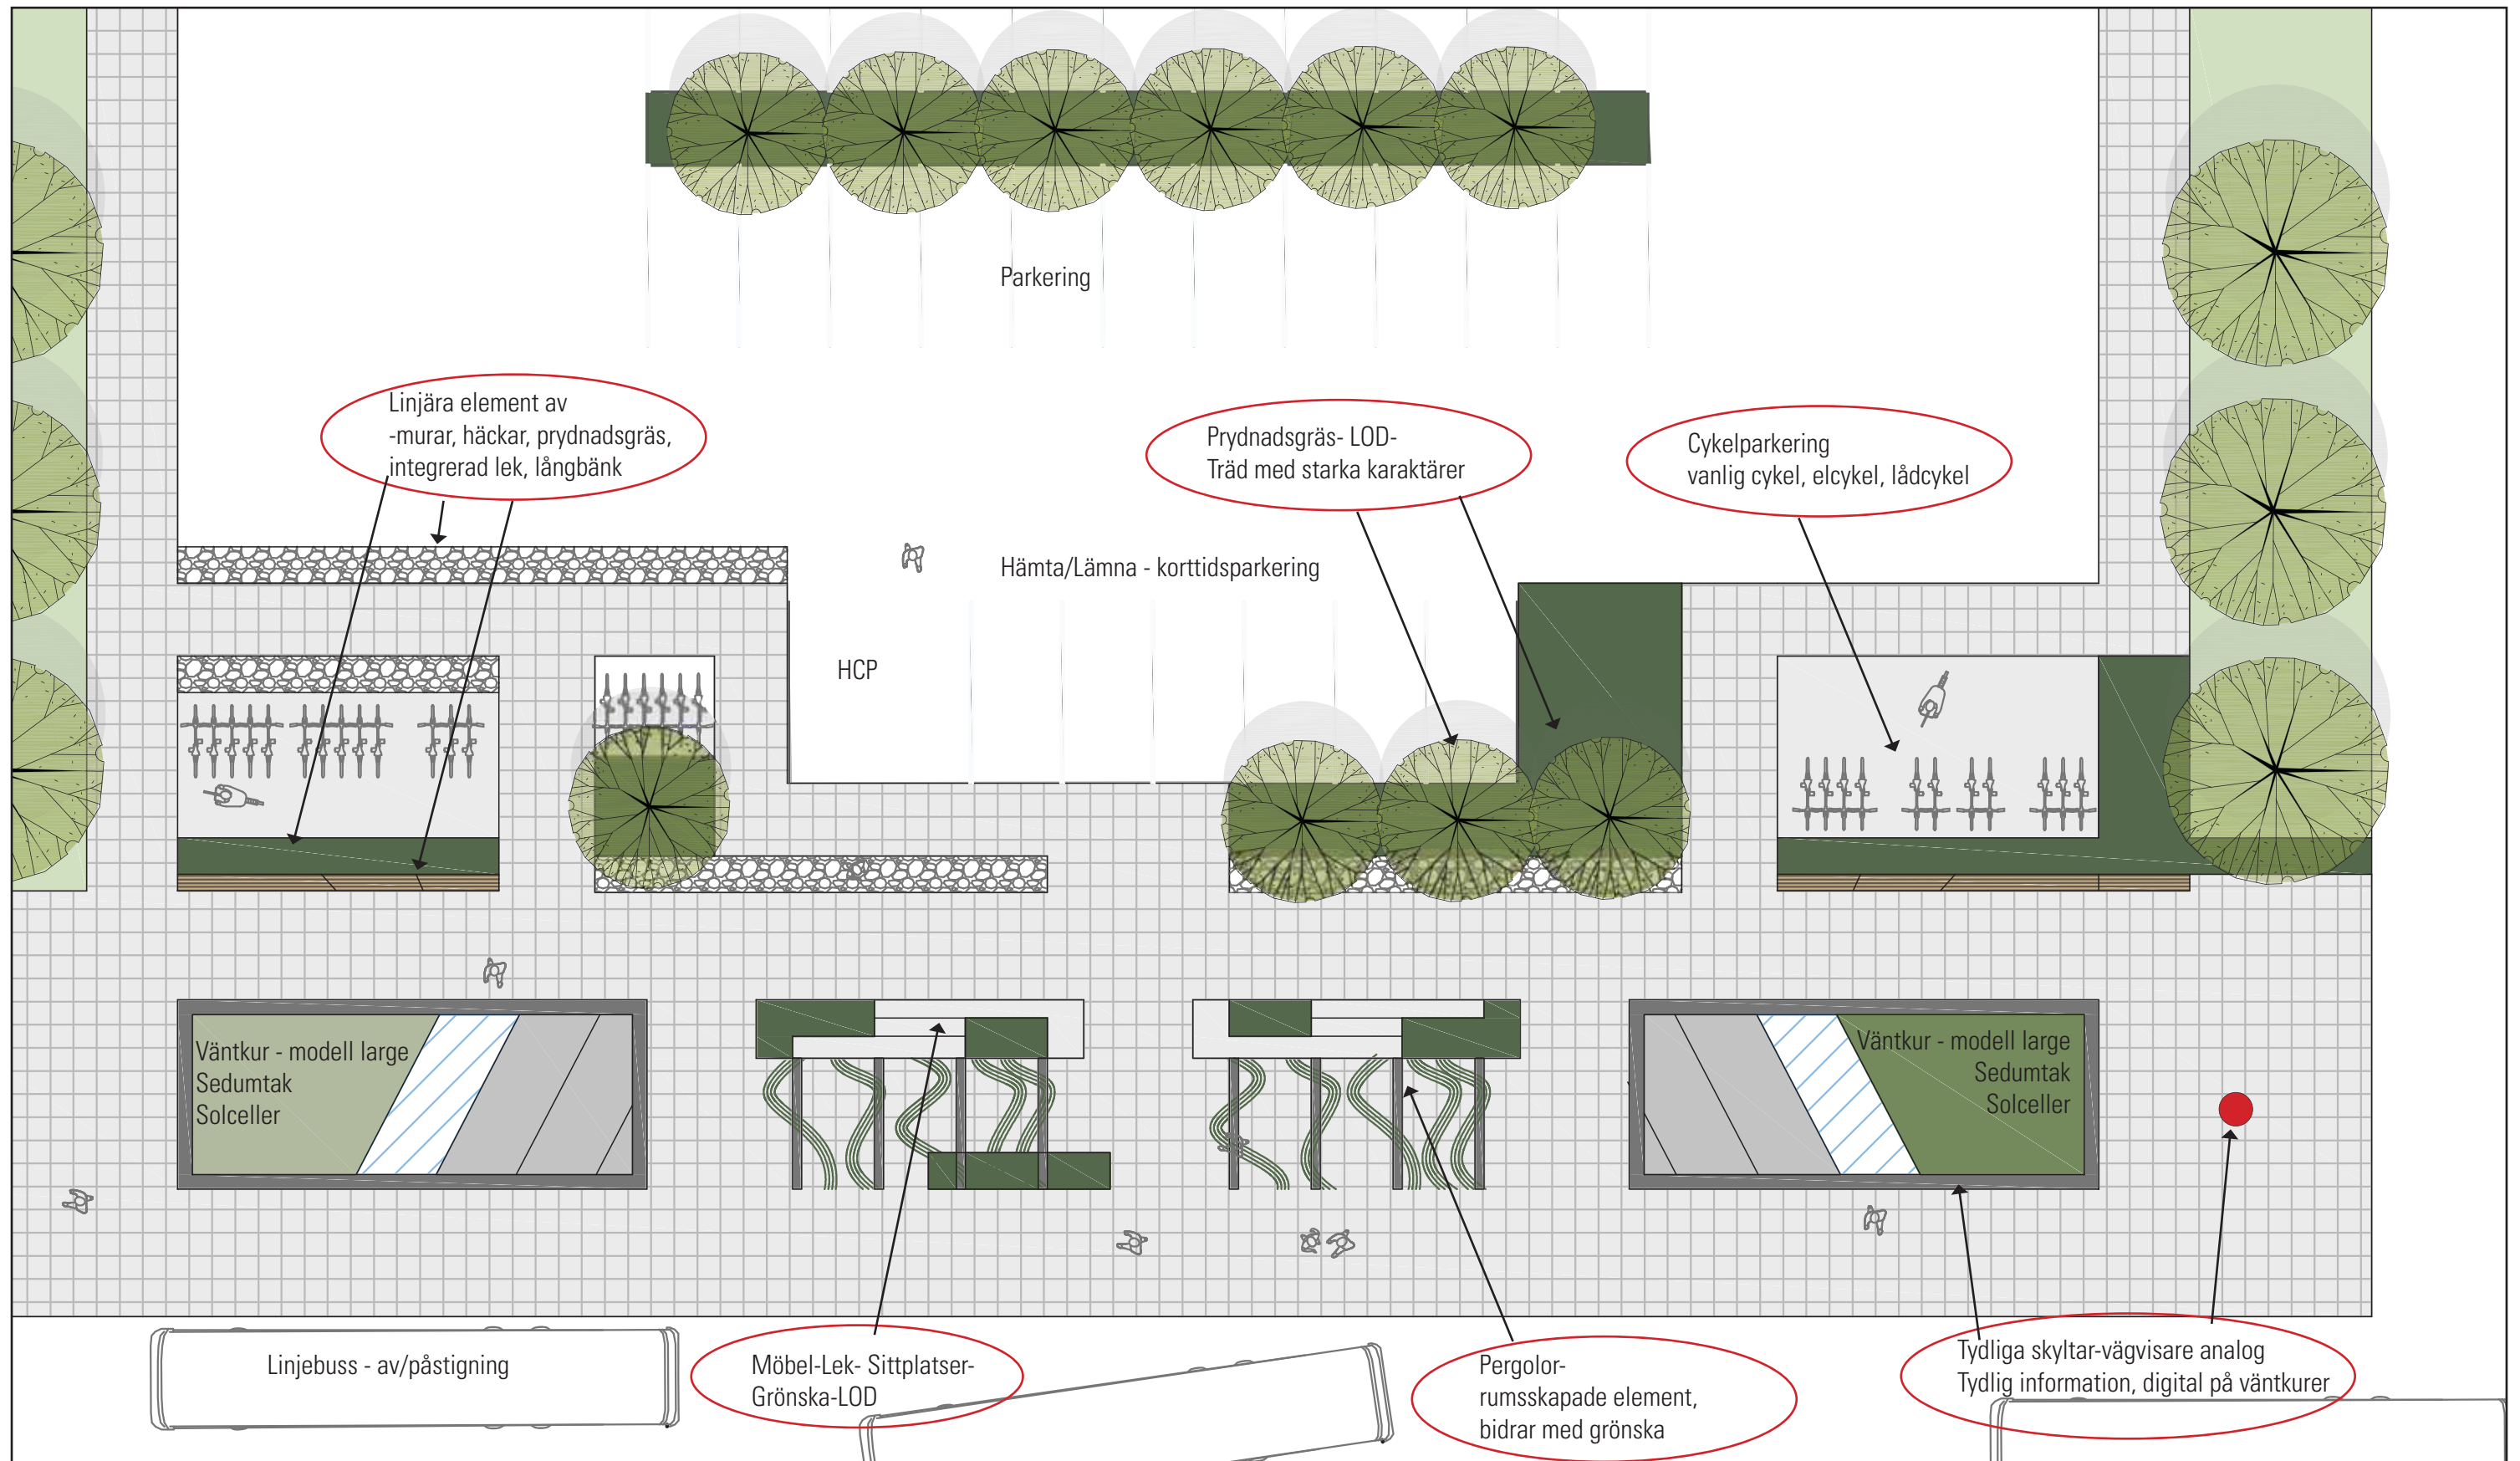 Parkering
Linjära element av
-murar, häckar, prydnadsgräs,
integrerad lek, långbänk
Prydnadsgräs- LOD-
Träd med starka karaktärer
Cykelparkering
vanlig cykel, elcykel, lådcykel
Hämta/Lämna - korttidsparkering
HCP
Väntkur - modell large
Sedumtak
Solceller
Väntkur - modell large
Sedumtak
Solceller
Linjebuss - av/påstigning
Möbel-Lek- Sittplatser-
Grönska-LOD
Pergolor-
rumsskapade element,
bidrar med grönska
Tydliga skyltar-vägvisare analog
Tydlig information, digital på väntkurer